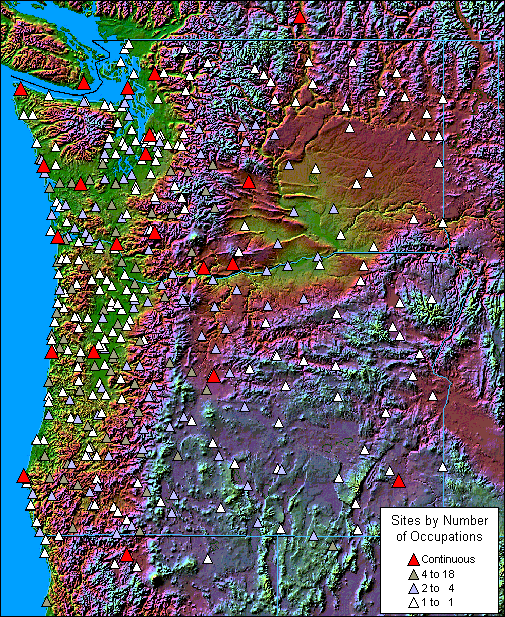 Sites by Number
of Occupations
Continuous
4 to 18
2 to 4
1 to 1